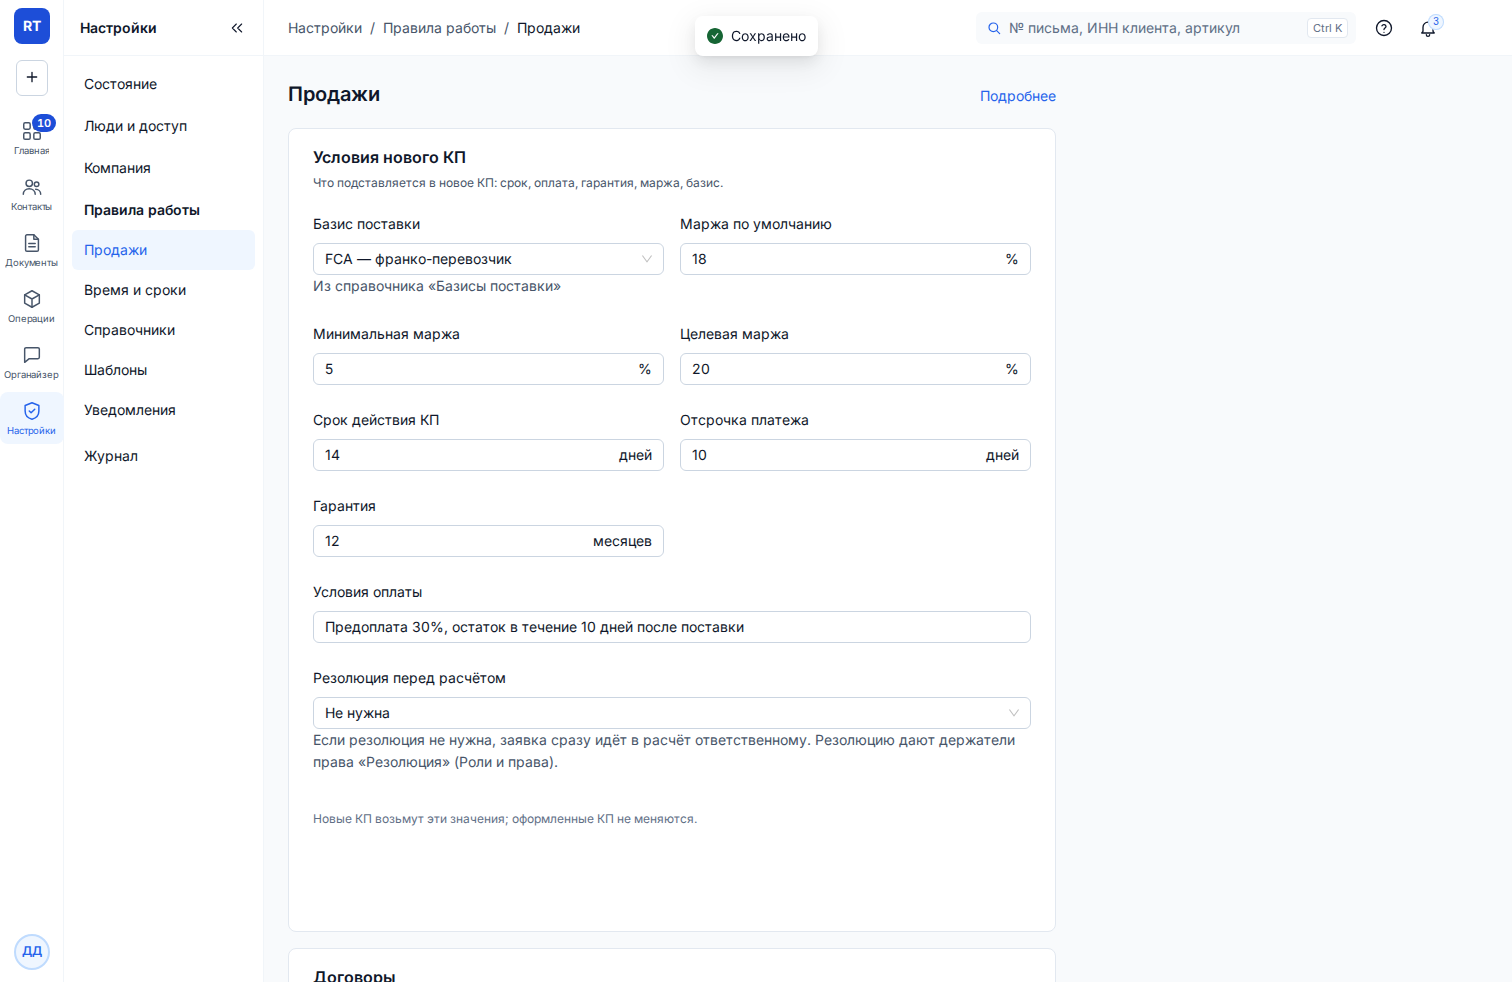 RT
Настройки
Настройки / Правила работы / Продажи
Сохранено
№ письма, ИНН клиента, артикул
Ctrl K
3
10
Главная
Контакты
Документы
Операции
Органайзер
Настройки
ДД
Состояние
Люди и доступ
Компания
Правила работы
Продажи
Время и сроки
Справочники
Шаблоны
Уведомления
Журнал
Продажи
Подробнее
Условия нового КП
Что подставляется в новое КП: срок, оплата, гарантия, маржа, базис.
Базис поставки
FCA — франко-перевозчик
Из справочника «Базисы поставки»
Маржа по умолчанию
18 %
Минимальная маржа
5 %
Целевая маржа
20 %
Срок действия КП
14 дней
Отсрочка платежа
10 дней
Гарантия
12 месяцев
Условия оплаты
Предоплата 30%, остаток в течение 10 дней после поставки
Резолюция перед расчётом
Не нужна
Если резолюция не нужна, заявка сразу идёт в расчёт ответственному. Резолюцию дают держатели
права «Резолюция» (Роли и права).
Новые КП возьмут эти значения; оформленные КП не меняются.
Договоры